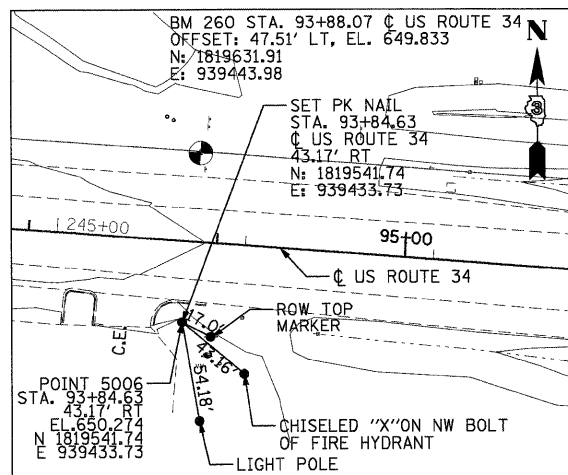 BM 260 STA. 93+88.07 ℄ US ROUTE 34
OFFSET: 47.51' LT, EL. 649.833
N: 1819631.91
E: 939443.98
N
3
SET PK NAIL
STA. 93+84.63
℄ US ROUTE 34
43.17' RT
N: 1819541.74
E: 939433.73
245+00
95+00
℄ US ROUTE 34
17.0'
ROW TOP
MARKER
C.E.
43.16'
54.18'
POINT 5006
STA. 93+84.63
43.17' RT
EL.650.274
N 1819541.74
E 939433.73
CHISELED "X"ON NW BOLT
OF FIRE HYDRANT
LIGHT POLE